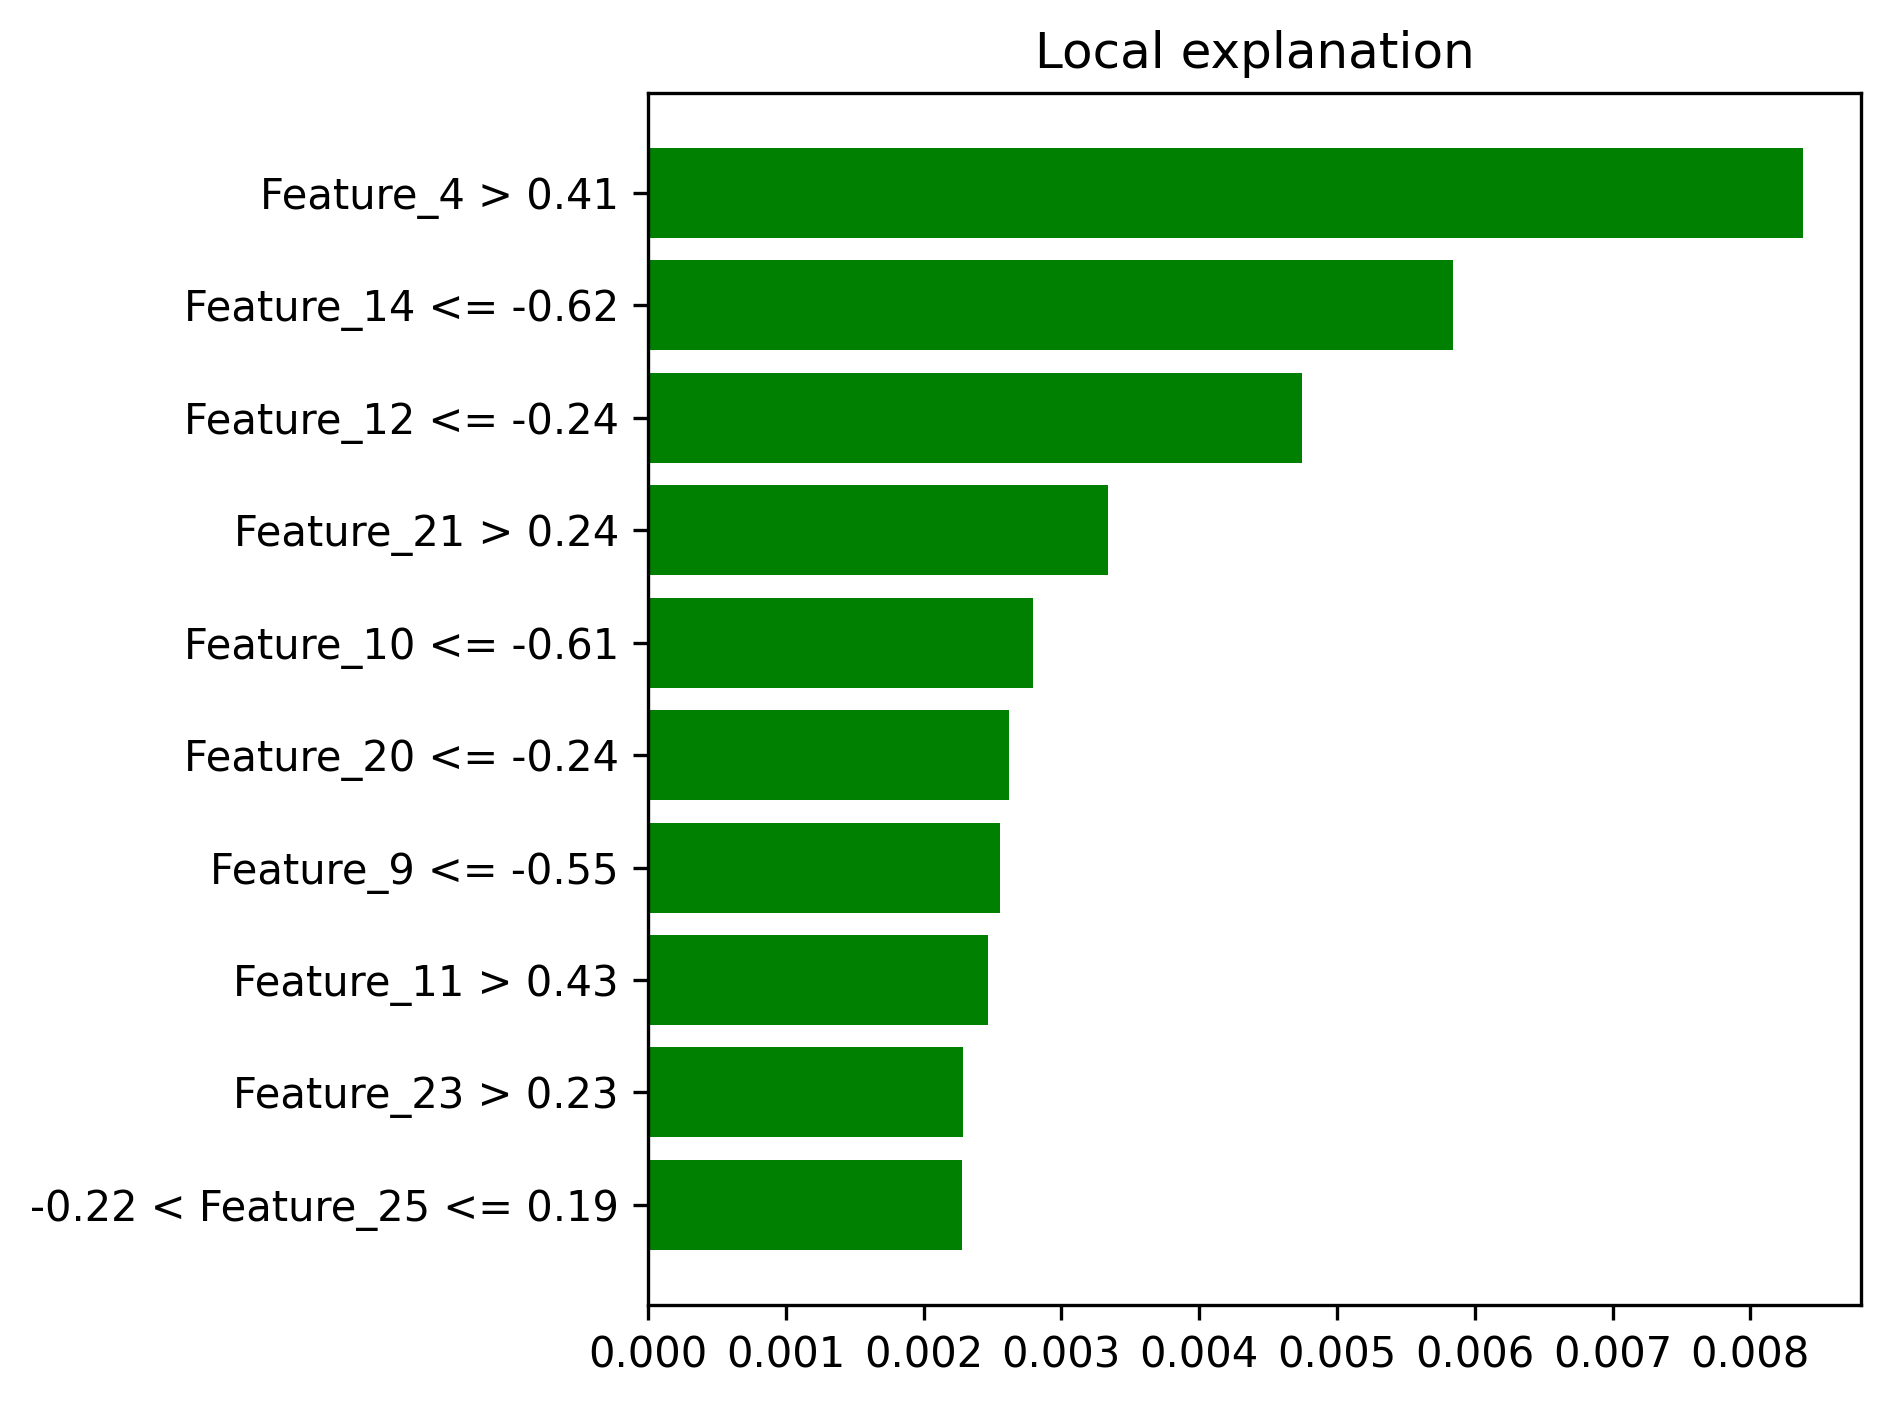 Local explanation
Feature_4 > 0.41
Feature_14 <= -0.62
Feature_12 <= -0.24
Feature_21 > 0.24
Feature_10 <= -0.61
Feature_20 <= -0.24
Feature_9 <= -0.55
Feature_11 > 0.43
Feature_23 > 0.23
-0.22 < Feature_25 <= 0.19
0.000 0.001 0.002 0.003 0.004 0.005 0.006 0.007 0.008